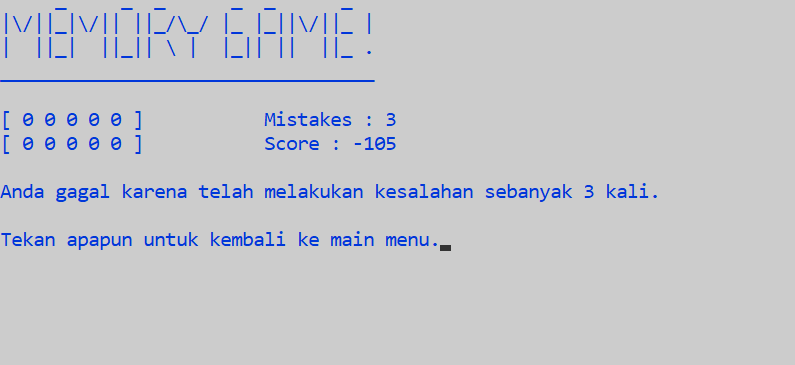 [ 0 0 0 0 0 ] Mistakes : 3
[ 0 0 0 0 0 ] Score : -105
Anda gagal karena telah melakukan kesalahan sebanyak 3 kali.
Tekan apapun untuk kembali ke main menu.